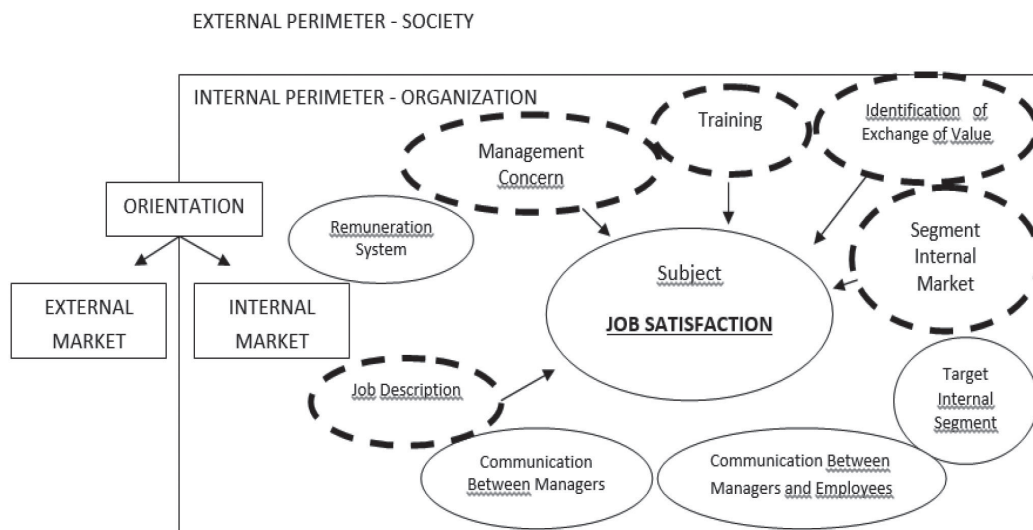 EXTERNAL PERIMETER - SOCIETY
INTERNAL PERIMETER - ORGANIZATION
Training
Identification of
Exchange of Value
Management
Concern
ORIENTATION
Remuneration
System
Segment
Internal
Market
Subject
JOB SATISFACTION
EXTERNAL
MARKET
INTERNAL
MARKET
Job Description
Target
Internal
Segment
Communication
Between Managers
Communication Between
Managers and Employees